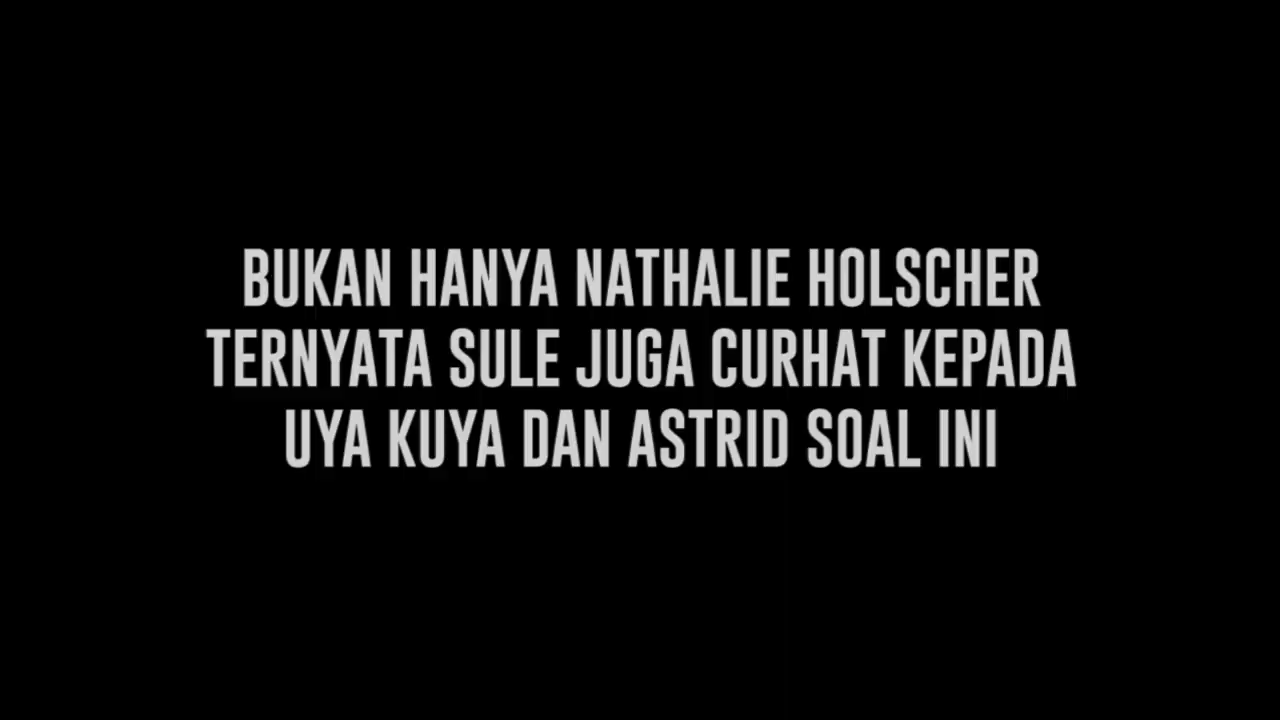 BUKAN HANYA NATHALIE HOLSCHER
TERNYATA SULE JUGA CURHAT KEPADA
UYA KUYA DAN ASTRID SOAL INI